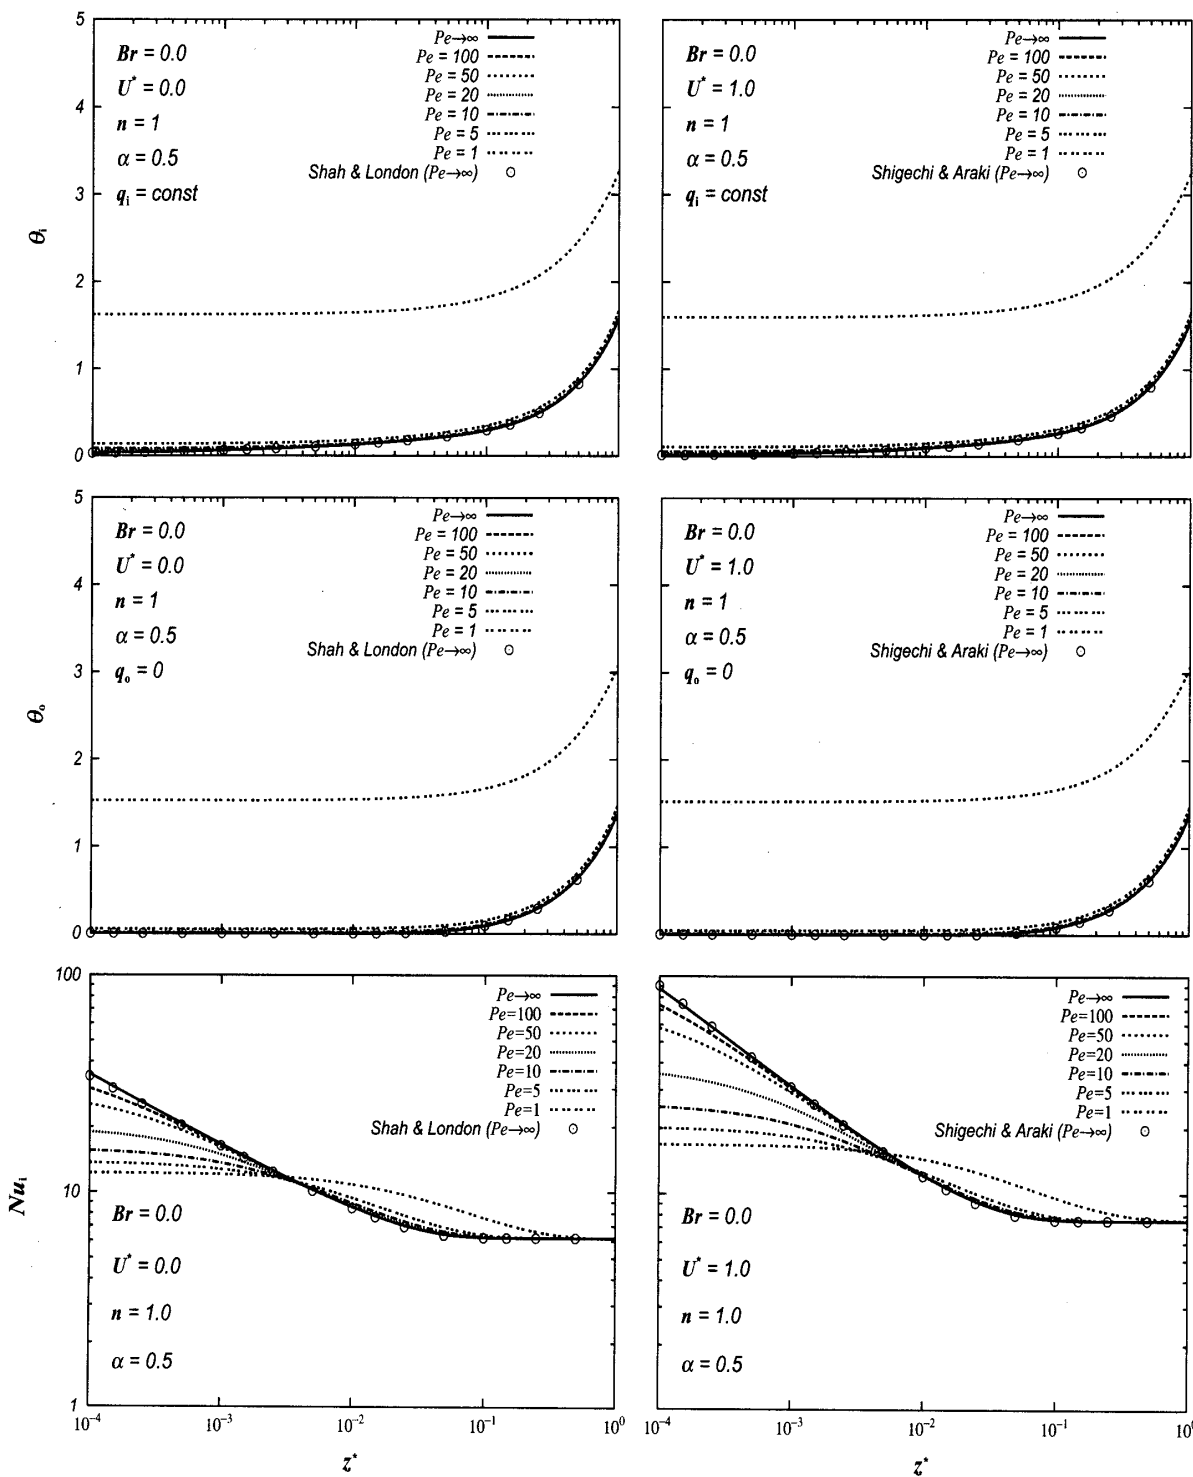 5
4
3
2
1
0
θi
Br = 0.0
U* = 0.0
n = 1
α = 0.5
qi = const
Pe→∞
Pe = 100
Pe = 50
Pe = 20
Pe = 10
Pe = 5
Pe = 1
Shah & London (Pe→∞)
Br = 0.0
U* = 1.0
n = 1
α = 0.5
qi = const
Pe→∞
Pe = 100
Pe = 50
Pe = 20
Pe = 10
Pe = 5
Pe = 1
Shigechi & Araki (Pe→∞)
5
4
3
2
1
0
θo
Br = 0.0
U* = 0.0
n = 1
α = 0.5
qo = 0
Pe→∞
Pe = 100
Pe = 50
Pe = 20
Pe = 10
Pe = 5
Pe = 1
Shah & London (Pe→∞)
Br = 0.0
U* = 1.0
n = 1
α = 0.5
qo = 0
Pe→∞
Pe = 100
Pe = 50
Pe = 20
Pe = 10
Pe = 5
Pe = 1
Shigechi & Araki (Pe→∞)
100
10
1
Nui
Pe→∞
Pe=100
Pe=50
Pe=20
Pe=10
Pe=5
Pe=1
Shah & London (Pe→∞)
Br = 0.0
U* = 0.0
n = 1.0
α = 0.5
10⁻⁴ 10⁻³ 10⁻² 10⁻¹ 10⁰
z*
Pe→∞
Pe=100
Pe=50
Pe=20
Pe=10
Pe=5
Pe=1
Shigechi & Araki (Pe→∞)
Br = 0.0
U* = 1.0
n = 1.0
α = 0.5
10⁻⁴ 10⁻³ 10⁻² 10⁻¹ 10⁰
z*